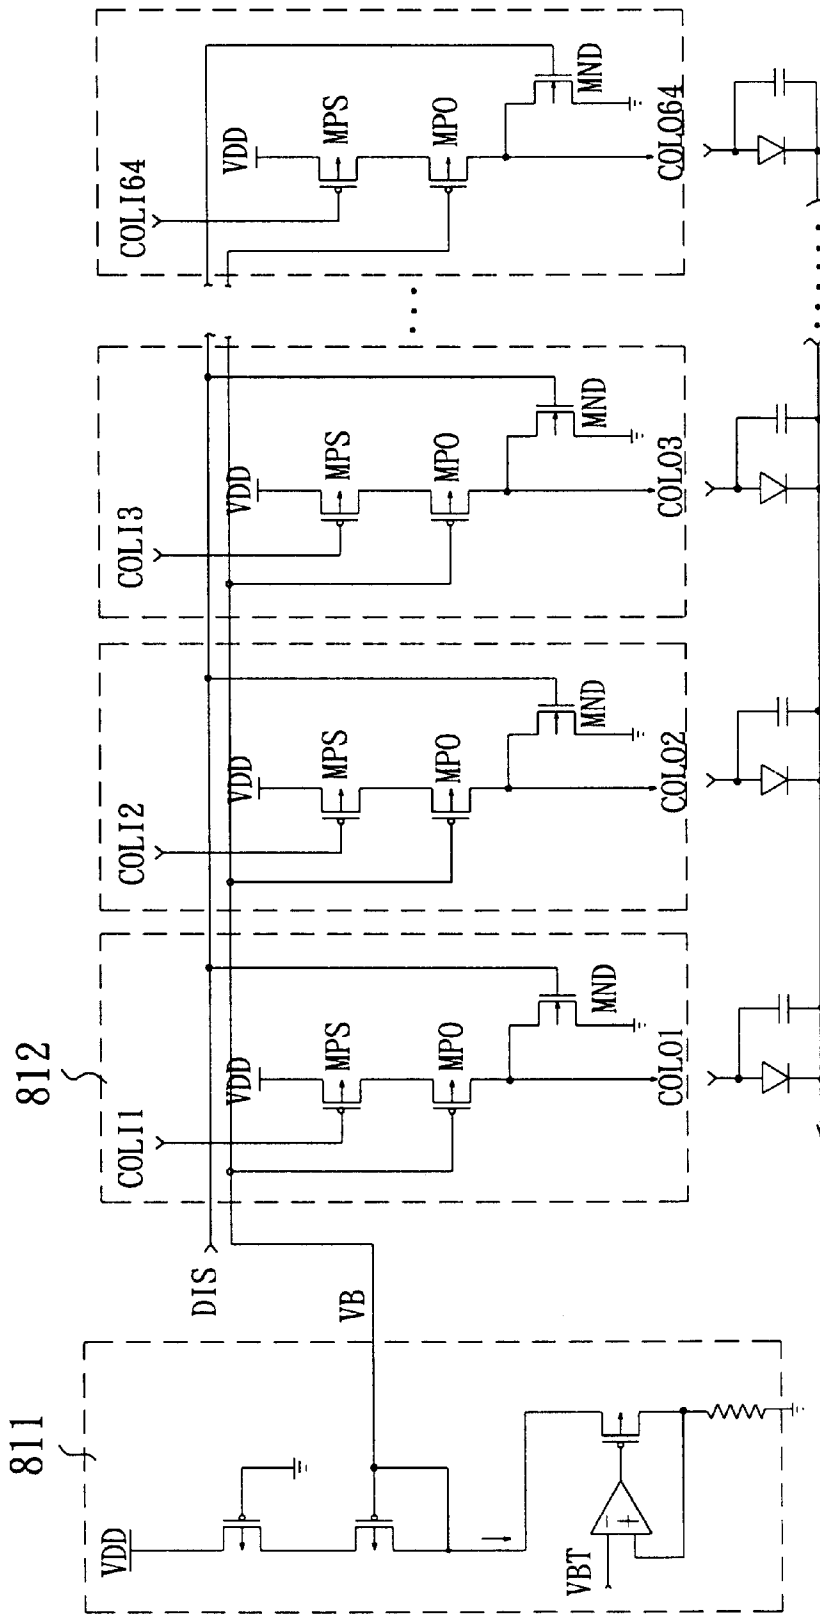 811
VDD
VBT
−
+
VB
DIS
812
COLI1
VDD
MPS
MPO
MND
COLO1
COLI2
VDD
MPS
MPO
MND
COLO2
COLI3
VDD
MPS
MPO
MND
COLO3
COLI64
VDD
MPS
MPO
MND
COLO64